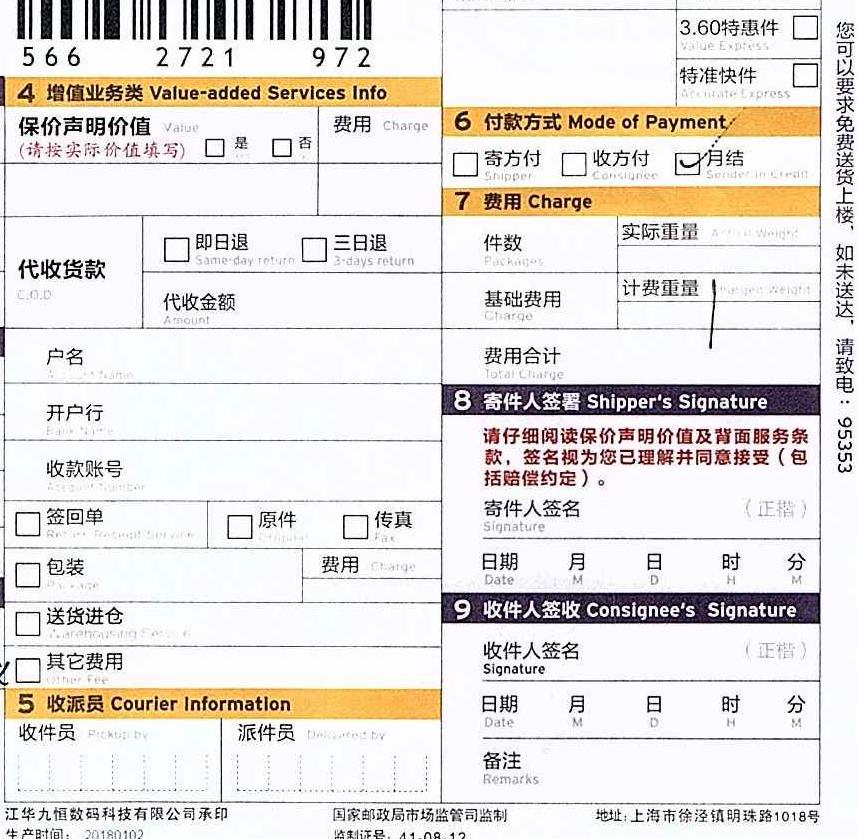 566 2721 972
4 增值业务类 Value-added Services Info
保价声明价值 Value
(请按实际价值填写) 是 否
费用 Charge
代收货款
C.O.D
即日退 三日退
Same-day return 3-days return
代收金额
Amount
户名
Account Name
开户行
Bank Name
收款账号
Account Number
签回单 原件 传真
Return Receipt Service Original Fax
包装
Package
费用 Charge
送货进仓
Warehousing Service
其它费用
Other Fee
5 收派员 Courier Information
收件员 Pickup by 派件员 Delivered by
3.60特惠件
Value Express
特准快件
Accurate Express
6 付款方式 Mode of Payment
寄方付 收方付 月结
Shipper Consignee Sender in Credit
7 费用 Charge
件数
Packages
实际重量 Actual Weight
基础费用
Charge
计费重量 Charged Weight
费用合计
Total Charge
8 寄件人签署 Shipper's Signature
请仔细阅读保价声明价值及背面服务条
款，签名视为您已理解并同意接受（包
括赔偿约定）。
寄件人签名 （正楷）
Signature
日期 月 日 时 分
Date M D H M
9 收件人签收 Consignee's Signature
收件人签名 （正楷）
Signature
日期 月 日 时 分
Date M D H M
备注
Remarks
您可以要求免费送货上楼，如未送达，请致电：95353
江华九恒数码科技有限公司承印 国家邮政局市场监管司监制 地址：上海市徐泾镇明珠路1018号
生产时间： 20180102 监制证号：41-08-12